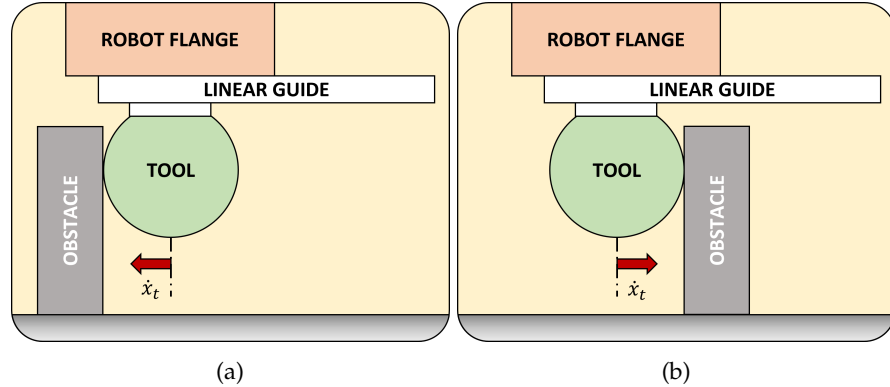 ROBOT FLANGE
LINEAR GUIDE
TOOL
OBSTACLE
ẋₜ
(a)
ROBOT FLANGE
LINEAR GUIDE
TOOL
OBSTACLE
ẋₜ
(b)